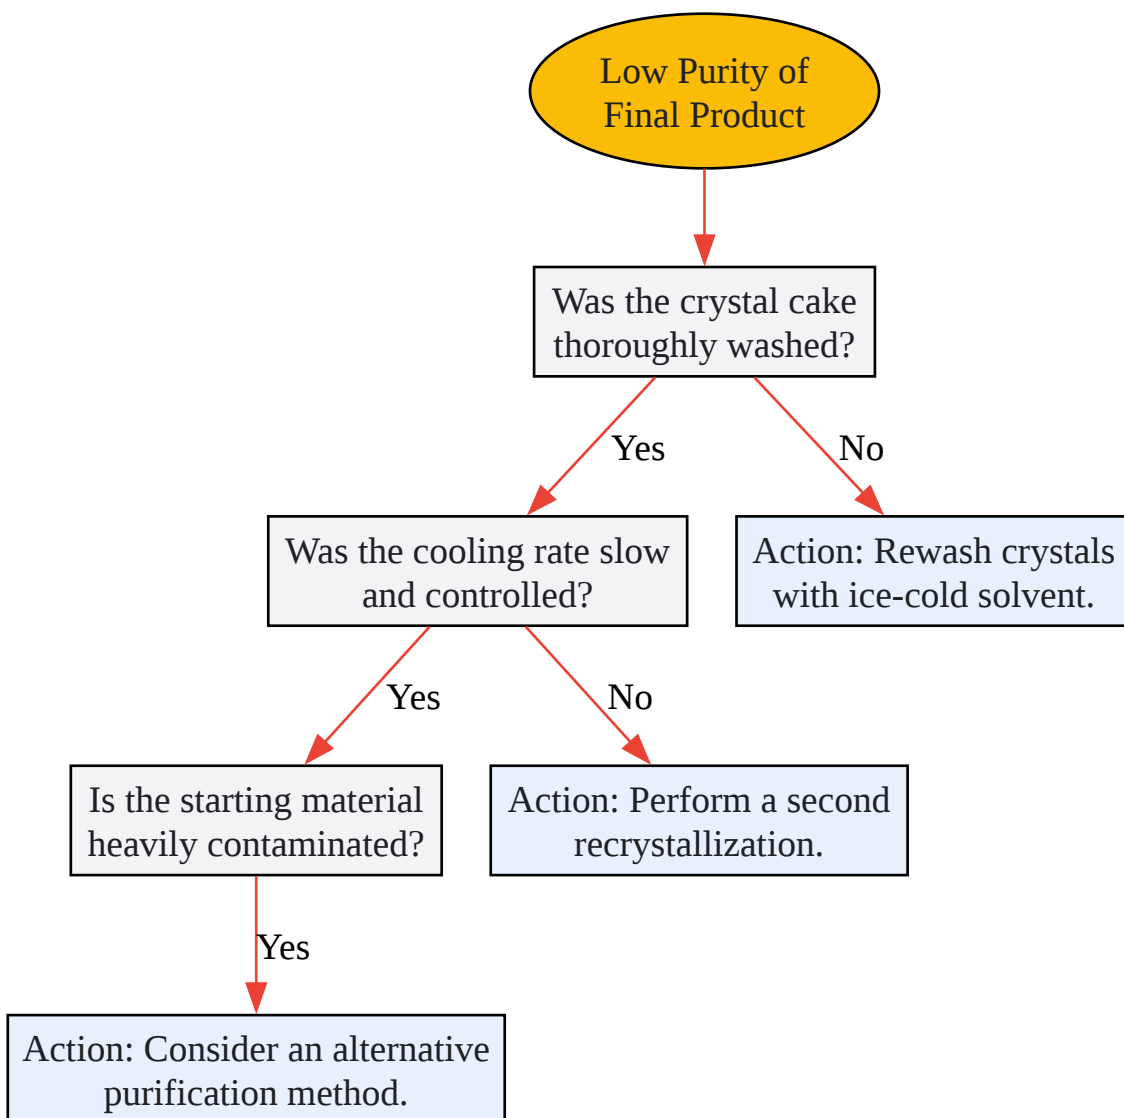 Low Purity of
Final Product
Was the crystal cake
thoroughly washed?
Yes
No
Was the cooling rate slow
and controlled?
Action: Rewash crystals
with ice-cold solvent.
Yes
No
Is the starting material
heavily contaminated?
Action: Perform a second
recrystallization.
Yes
Action: Consider an alternative
purification method.